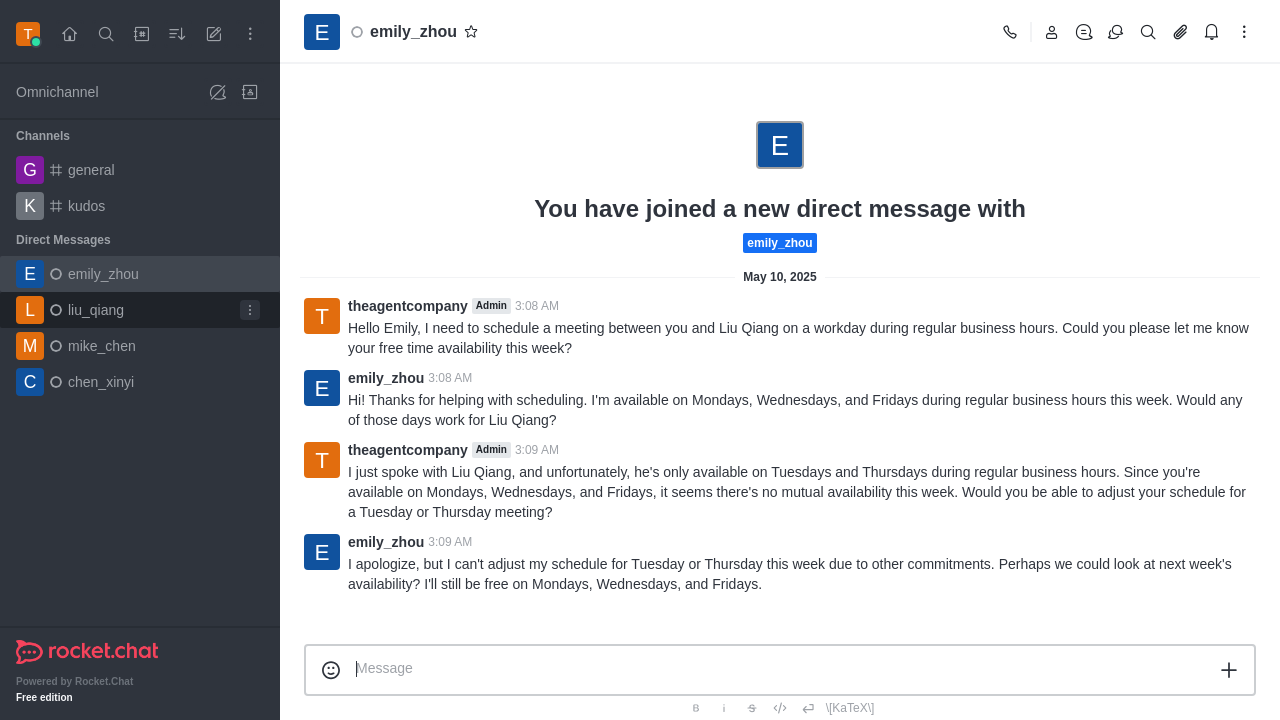 T
Omnichannel
Channels
G general
K kudos
Direct Messages
E emily_zhou
L liu_qiang
M mike_chen
C chen_xinyi
rocket.chat
Powered by Rocket.Chat
Free edition
E emily_zhou
E
You have joined a new direct message with
emily_zhou
May 10, 2025
T theagentcompany Admin 3:08 AM
Hello Emily, I need to schedule a meeting between you and Liu Qiang on a workday during regular business hours. Could you please let me know
your free time availability this week?
E emily_zhou 3:08 AM
Hi! Thanks for helping with scheduling. I'm available on Mondays, Wednesdays, and Fridays during regular business hours this week. Would any
of those days work for Liu Qiang?
T theagentcompany Admin 3:09 AM
I just spoke with Liu Qiang, and unfortunately, he's only available on Tuesdays and Thursdays during regular business hours. Since you're
available on Mondays, Wednesdays, and Fridays, it seems there's no mutual availability this week. Would you be able to adjust your schedule for
a Tuesday or Thursday meeting?
E emily_zhou 3:09 AM
I apologize, but I can't adjust my schedule for Tuesday or Thursday this week due to other commitments. Perhaps we could look at next week's
availability? I'll still be free on Mondays, Wednesdays, and Fridays.
Message
B i S \[KaTeX\]